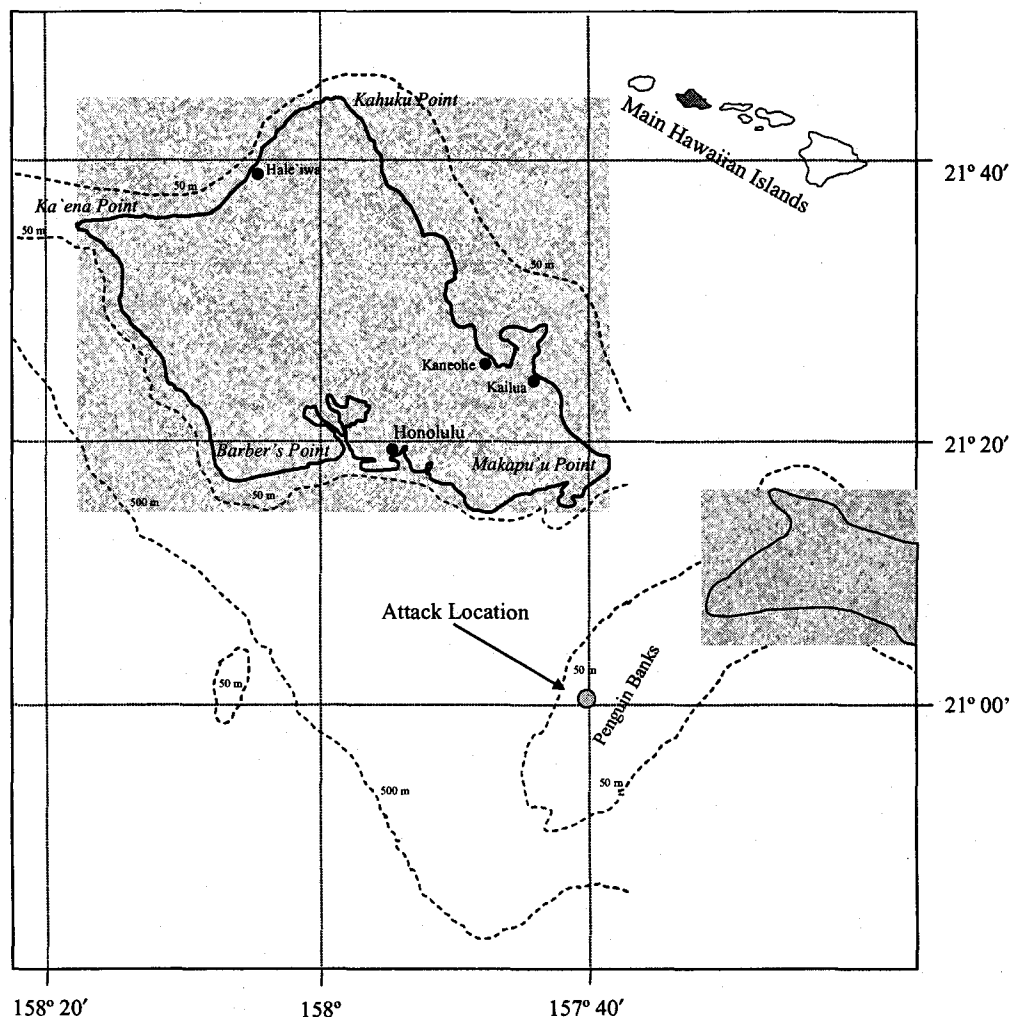 Kahuku Point
Main Hawaiian Islands
21° 40′
Hale`iwa
50 m
Ka`ena Point
50 m
50 m
Kaneohe
Kailua
Honolulu
21° 20′
Barber's Point
Makapu'u Point
50 m
50 m
500 m
50 m
Attack Location
50 m
Penguin Banks
50 m
21° 00′
500 m
50 m
158° 20′
158°
157° 40′